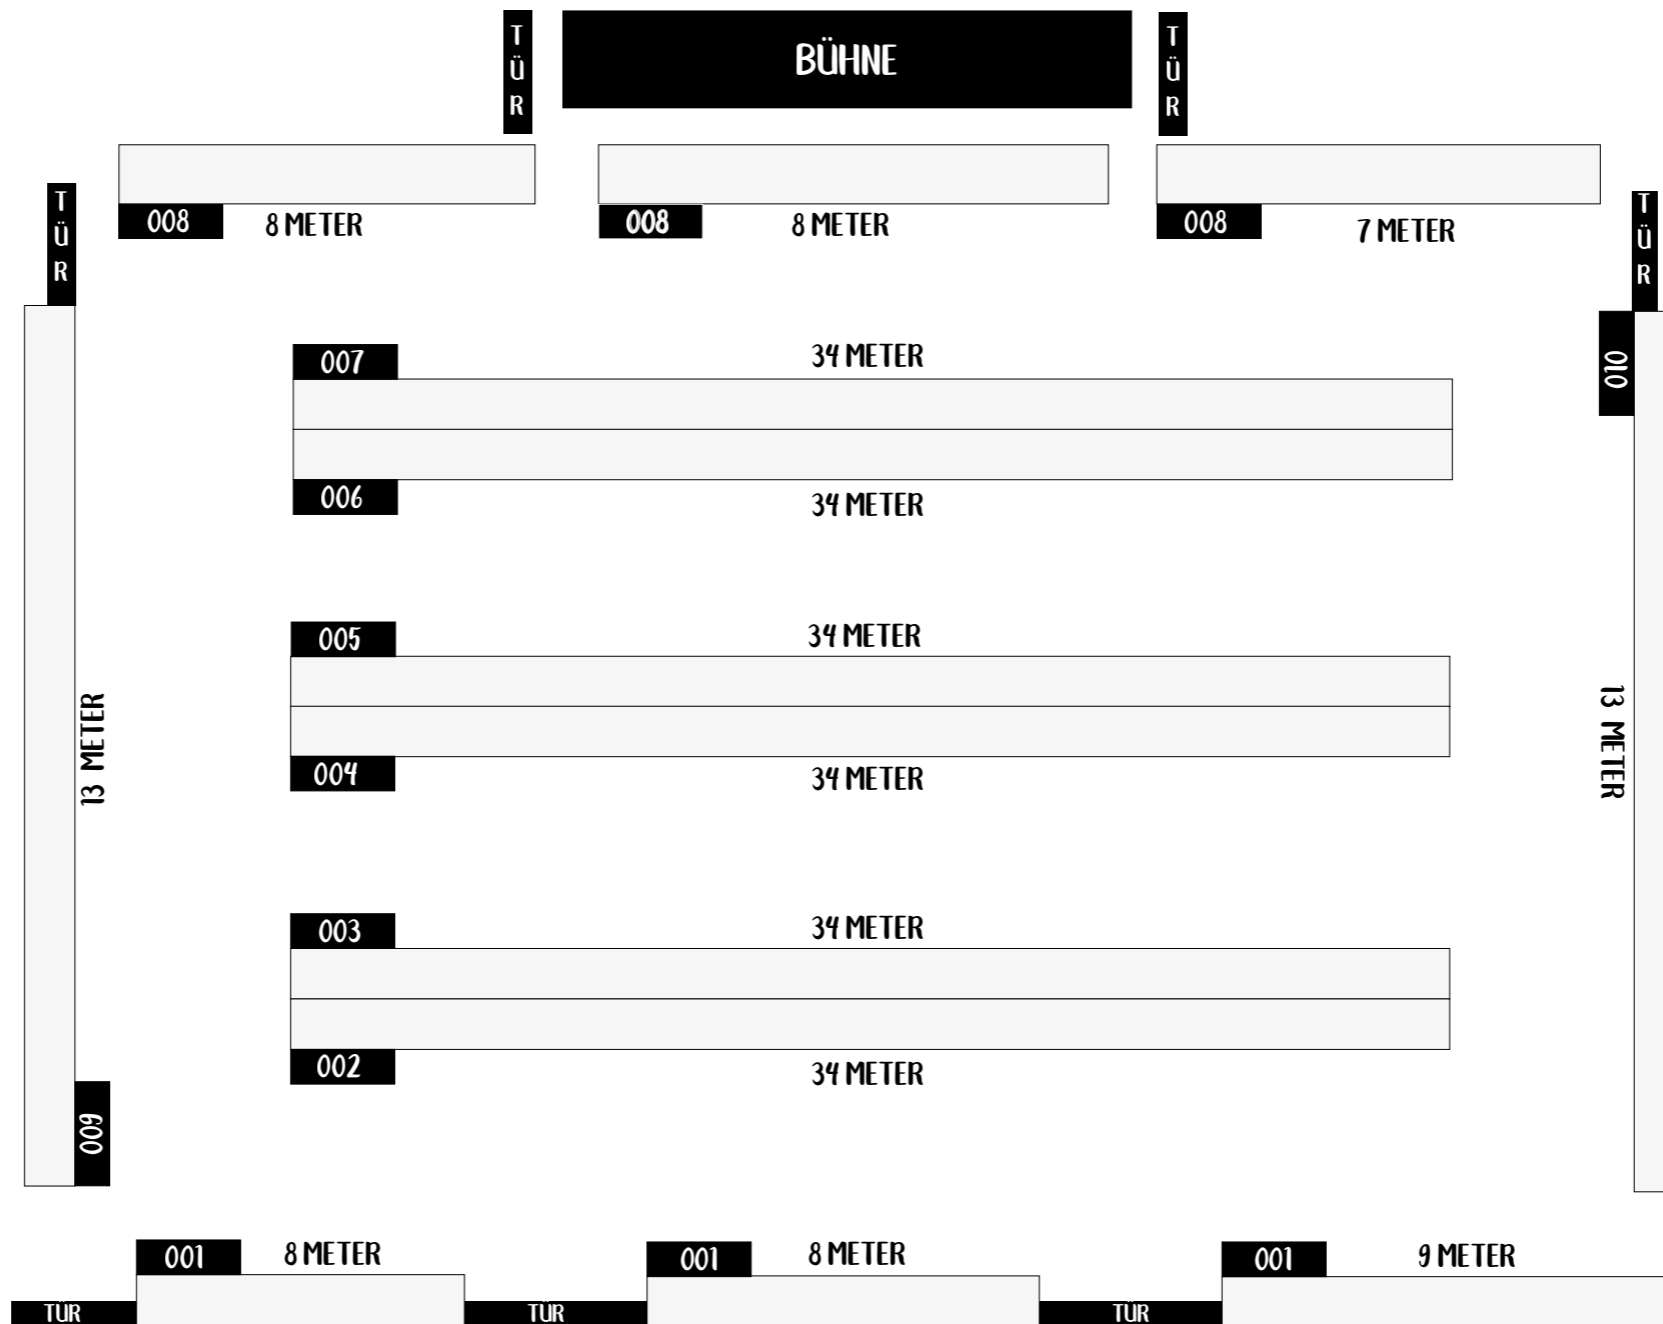 TÜR
BÜHNE
TÜR
TÜR
008
8 METER
008
8 METER
008
7 METER
TÜR
007
34 METER
010
006
34 METER
005
34 METER
13 METER
13 METER
004
34 METER
003
34 METER
002
34 METER
009
001
8 METER
001
8 METER
001
9 METER
TÜR
TÜR
TÜR